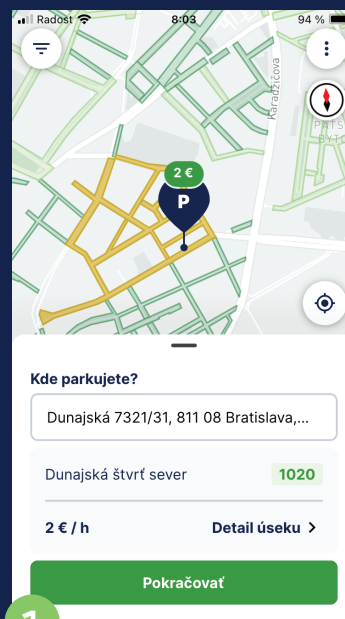 Radosť 8:03 94 %
Karadžičova
2 €
P
Kde parkujete?
Dunajská 7321/31, 811 08 Bratislava,...
Dunajská štvrť sever 1020
2 € / h Detail úseku
Pokračovať
1